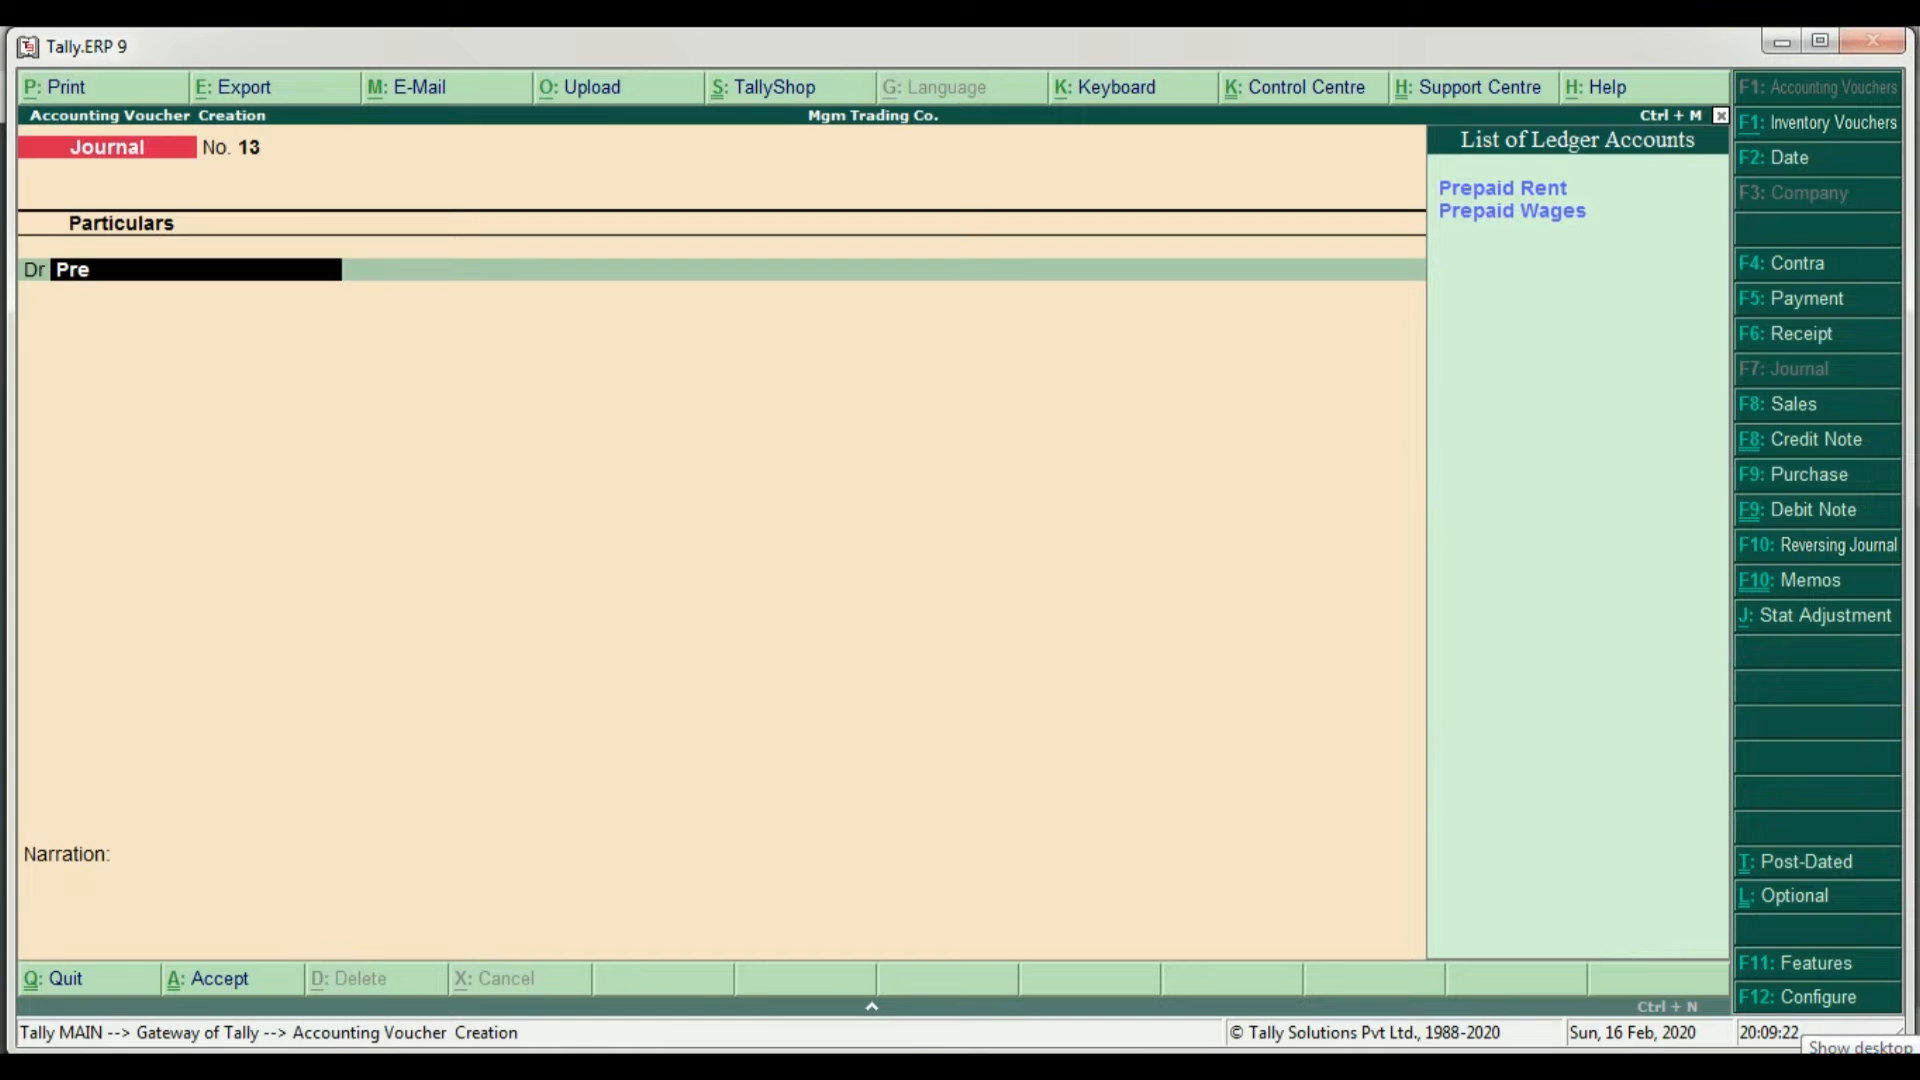 Tally.ERP 9
P: Print E: Export M: E-Mail O: Upload S: TallyShop G: Language K: Keyboard K: Control Centre H: Support Centre H: Help
Accounting Voucher Creation Mgm Trading Co. Ctrl + M
Journal No. 13
Particulars
Dr Pre
Narration:
List of Ledger Accounts
Prepaid Rent
Prepaid Wages
F1: Accounting Vouchers
F1: Inventory Vouchers
F2: Date
F3: Company
F4: Contra
F5: Payment
F6: Receipt
F7: Journal
F8: Sales
F8: Credit Note
F9: Purchase
F9: Debit Note
F10: Reversing Journal
F10: Memos
J: Stat Adjustment
T: Post-Dated
L: Optional
F11: Features
F12: Configure
Q: Quit A: Accept D: Delete X: Cancel
Ctrl + N
Tally MAIN --> Gateway of Tally --> Accounting Voucher Creation © Tally Solutions Pvt Ltd., 1988-2020 Sun, 16 Feb, 2020 20:09:22
Show desktop